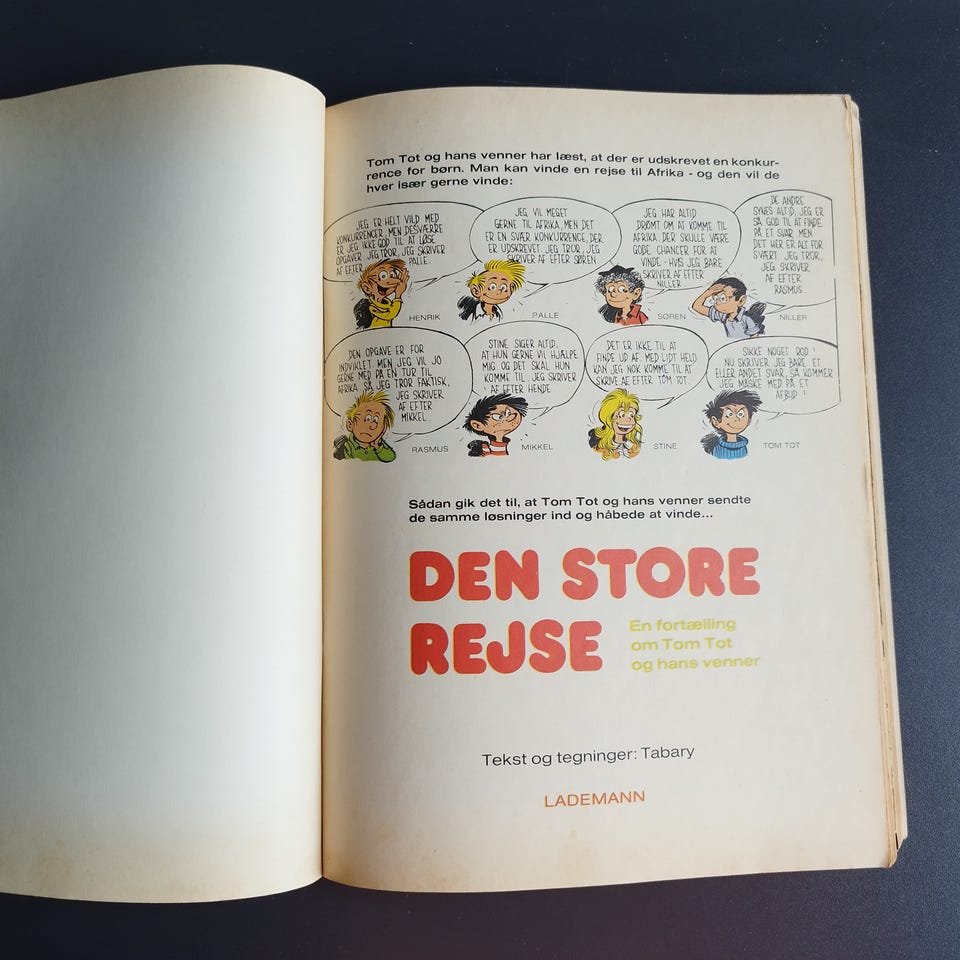 Tom Tot og hans venner har læst, at der er udskrevet en konkur-
rence for børn. Man kan vinde en rejse til Afrika - og den vil de
hver især gerne vinde:
JEG ER HELT VILD MED
KONKURRENCER, MEN DESVÆRRE
ER JEG IKKE GOD TIL AT LØSE
OPGAVER. JEG TROR, JEG SKRIVER
AF EFTER PALLE.
HENRIK
JEG VIL MEGET
GERNE TIL AFRIKA, MEN DET
ER EN SVÆR KONKURRENCE, DER
ER UDSKREVET. JEG TROR, JEG
SKRIVER AF EFTER SØREN
PALLE
JEG HAR ALTID
DRØMT OM AT KOMME TIL
AFRIKA. DER SKULLE VÆRE
GODE CHANCER FOR AT
VINDE - HVIS JEG BARE
SKRIVER AF EFTER
NILLER
SØREN
DE ANDRE
SYNES ALTID, JEG ER
SÅ GOD TIL AT FINDE
PÅ ET SVAR. MEN
DET HER ER ALT FOR
SVÆRT. JEG TROR,
JEG SKRIVER
AF EFTER
RASMUS
NILLER
DEN OPGAVE ER FOR
INDVIKLET. MEN JEG VIL JO
GERNE MED PÅ EN TUR TIL
AFRIKA, SÅ JEG TROR FAKTISK,
JEG SKRIVER
AF EFTER
MIKKEL.
RASMUS
STINE SIGER ALTID,
AT HUN GERNE VIL HJÆLPE
MIG OG DET SKAL HUN
KOMME TIL. JEG SKRIVER
AF EFTER HENDE
MIKKEL
DET ER IKKE TIL AT
FINDE UD AF. MED LIDT HELD
KAN JEG NOK KOMME TIL AT
SKRIVE AF EFTER TOM TOT.
STINE
SIKKE NOGET ROD!
NU SKRIVER JEG BARE ET
ELLER ANDET SVAR, SÅ KOMMER
JEG MÅSKE MED PÅ ET
AFBUD!
TOM TOT
Sådan gik det til, at Tom Tot og hans venner sendte
de samme løsninger ind og håbede at vinde...
DEN STORE
REJSE
En fortælling
om Tom Tot
og hans venner
Tekst og tegninger: Tabary
LADEMANN